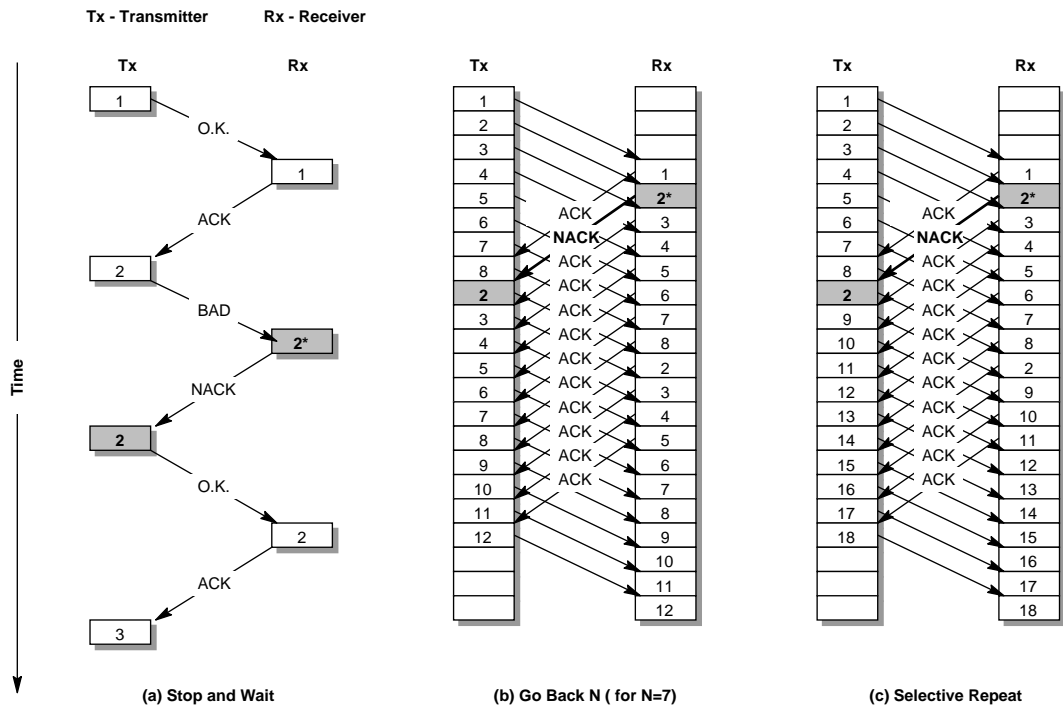 Tx - Transmitter
Rx - Receiver
Time
Tx
Rx
1
O.K.
1
ACK
2
BAD
2*
NACK
2
O.K.
2
ACK
3
(a) Stop and Wait
Tx
1
2
3
4
5
6
7
8
2
3
4
5
6
7
8
9
10
11
12
ACK
NACK
ACK
ACK
ACK
ACK
ACK
ACK
ACK
ACK
ACK
ACK
Rx
1
2*
3
4
5
6
7
8
2
3
4
5
6
7
8
9
10
11
12
(b) Go Back N ( for N=7)
Tx
1
2
3
4
5
6
7
8
2
9
10
11
12
13
14
15
16
17
18
ACK
NACK
ACK
ACK
ACK
ACK
ACK
ACK
ACK
ACK
ACK
ACK
Rx
1
2*
3
4
5
6
7
8
2
9
10
11
12
13
14
15
16
17
18
(c) Selective Repeat